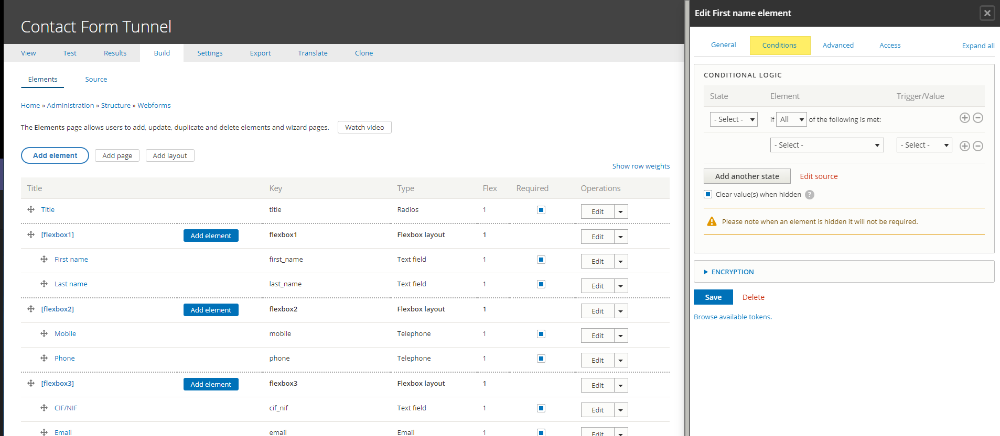 Contact Form Tunnel
View Test Results Build Settings Export Translate Clone
Elements Source
Home » Administration » Structure » Webforms
The Elements page allows users to add, update, duplicate and delete elements and wizard pages. Watch video
Add element Add page Add layout
Show row weights
Title Key Type Flex Required Operations
Title title Radios 1 Edit
[flexbox1] Add element flexbox1 Flexbox layout 1 Edit
First name first_name Text field 1 Edit
Last name last_name Text field 1 Edit
[flexbox2] Add element flexbox2 Flexbox layout 1 Edit
Mobile mobile Telephone 1 Edit
Phone phone Telephone 1 Edit
[flexbox3] Add element flexbox3 Flexbox layout 1 Edit
CIF/NIF cif_nif Text field 1 Edit
Email email Email 1 Edit
Edit First name element
General Conditions Advanced Access Expand all
CONDITIONAL LOGIC
State Element Trigger/Value
- Select - if All of the following is met:
- Select - - Select -
Add another state Edit source
Clear value(s) when hidden ?
Please note when an element is hidden it will not be required.
ENCRYPTION
Save Delete
Browse available tokens.